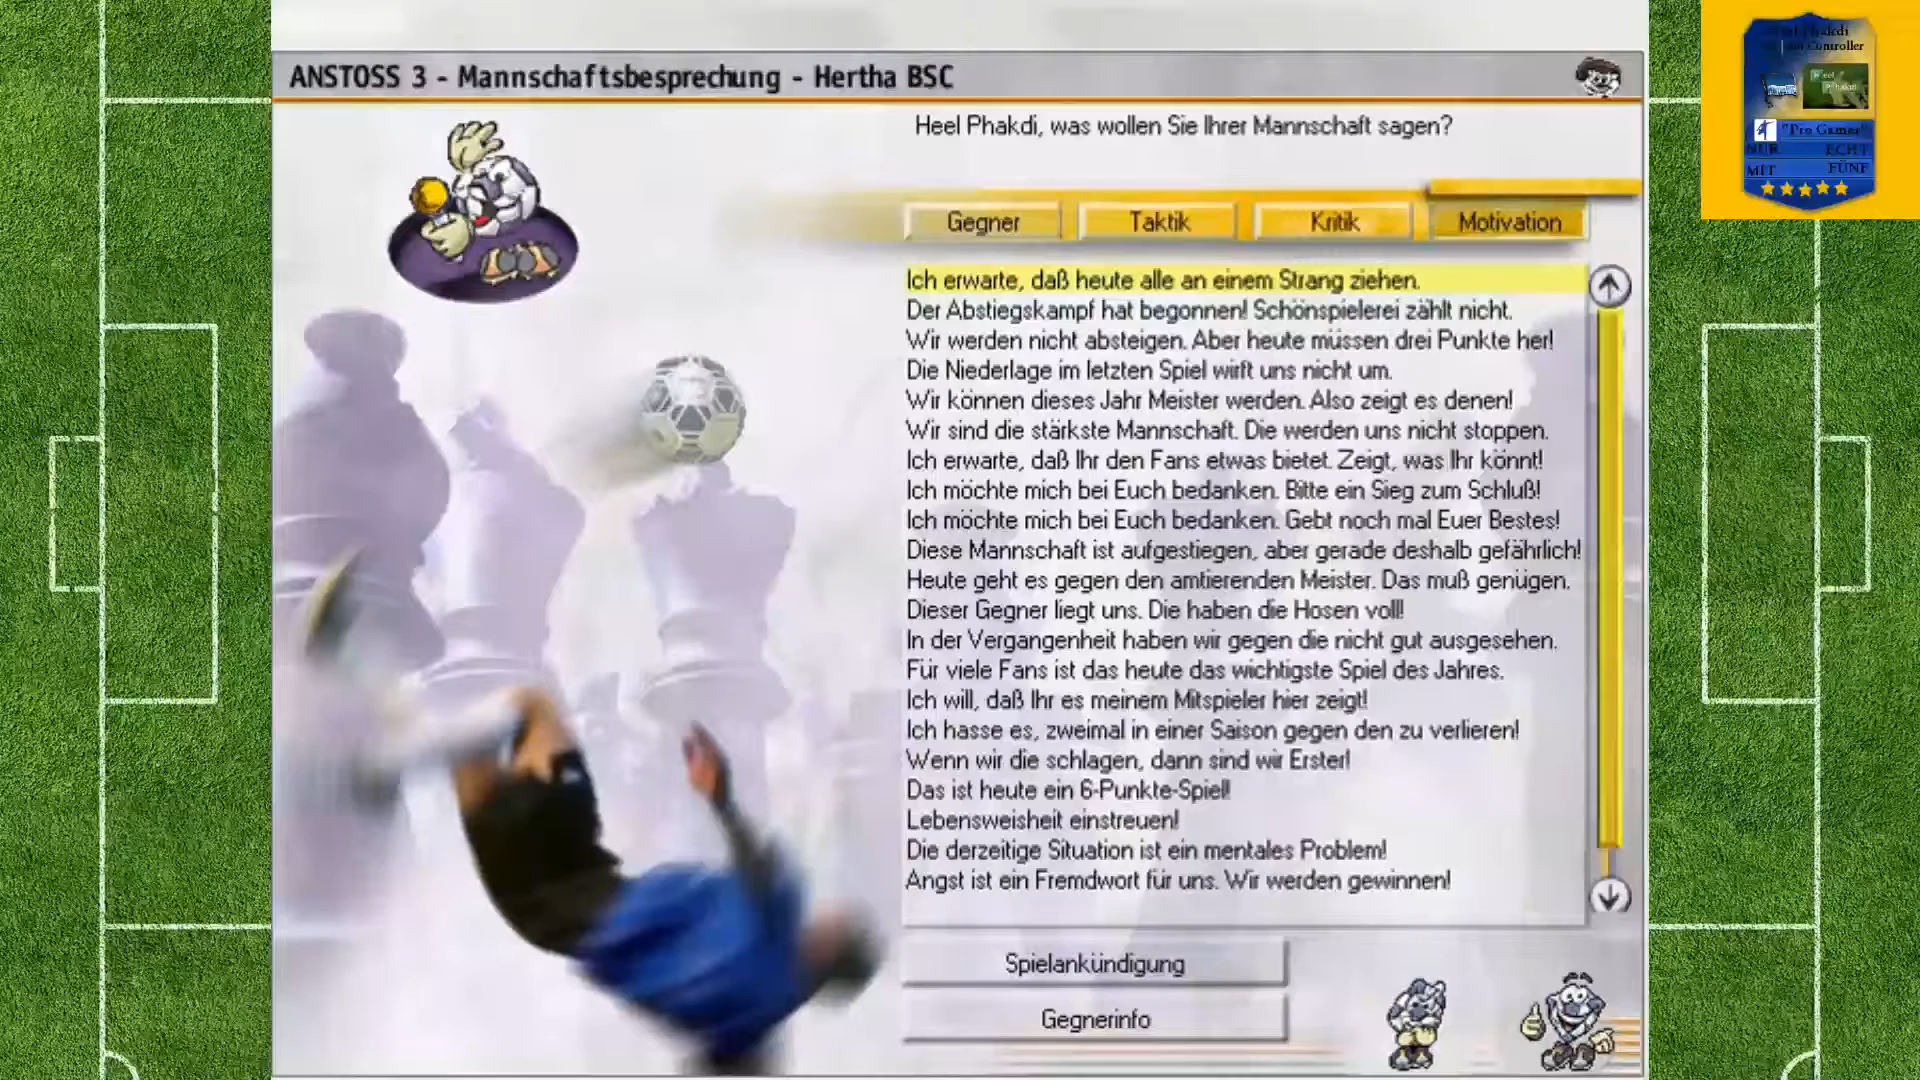 ANSTOSS 3 - Mannschaftsbesprechung - Hertha BSC
Heel Phakdi, was wollen Sie Ihrer Mannschaft sagen?
Gegner
Taktik
Kritik
Motivation
Ich erwarte, daß heute alle an einem Strang ziehen.
Der Abstiegskampf hat begonnen! Schönspielerei zählt nicht.
Wir werden nicht absteigen. Aber heute müssen drei Punkte her!
Die Niederlage im letzten Spiel wirft uns nicht um.
Wir können dieses Jahr Meister werden. Also zeigt es denen!
Wir sind die stärkste Mannschaft. Die werden uns nicht stoppen.
Ich erwarte, daß Ihr den Fans etwas bietet. Zeigt, was Ihr könnt!
Ich möchte mich bei Euch bedanken. Bitte ein Sieg zum Schluß!
Ich möchte mich bei Euch bedanken. Gebt noch mal Euer Bestes!
Diese Mannschaft ist aufgestiegen, aber gerade deshalb gefährlich!
Heute geht es gegen den amtierenden Meister. Das muß genügen.
Dieser Gegner liegt uns. Die haben die Hosen voll!
In der Vergangenheit haben wir gegen die nicht gut ausgesehen.
Für viele Fans ist das heute das wichtigste Spiel des Jahres.
Ich will, daß Ihr es meinem Mitspieler hier zeigt!
Ich hasse es, zweimal in einer Saison gegen den zu verlieren!
Wenn wir die schlagen, dann sind wir Erster!
Das ist heute ein 6-Punkte-Spiel!
Lebensweisheit einstreuen!
Die derzeitige Situation ist ein mentales Problem!
Angst ist ein Fremdwort für uns. Wir werden gewinnen!
Spielankündigung
Gegnerinfo
Controller
Heel
Phakdi
"Pro Gamer"
NUR ECHT
MIT FÜNF